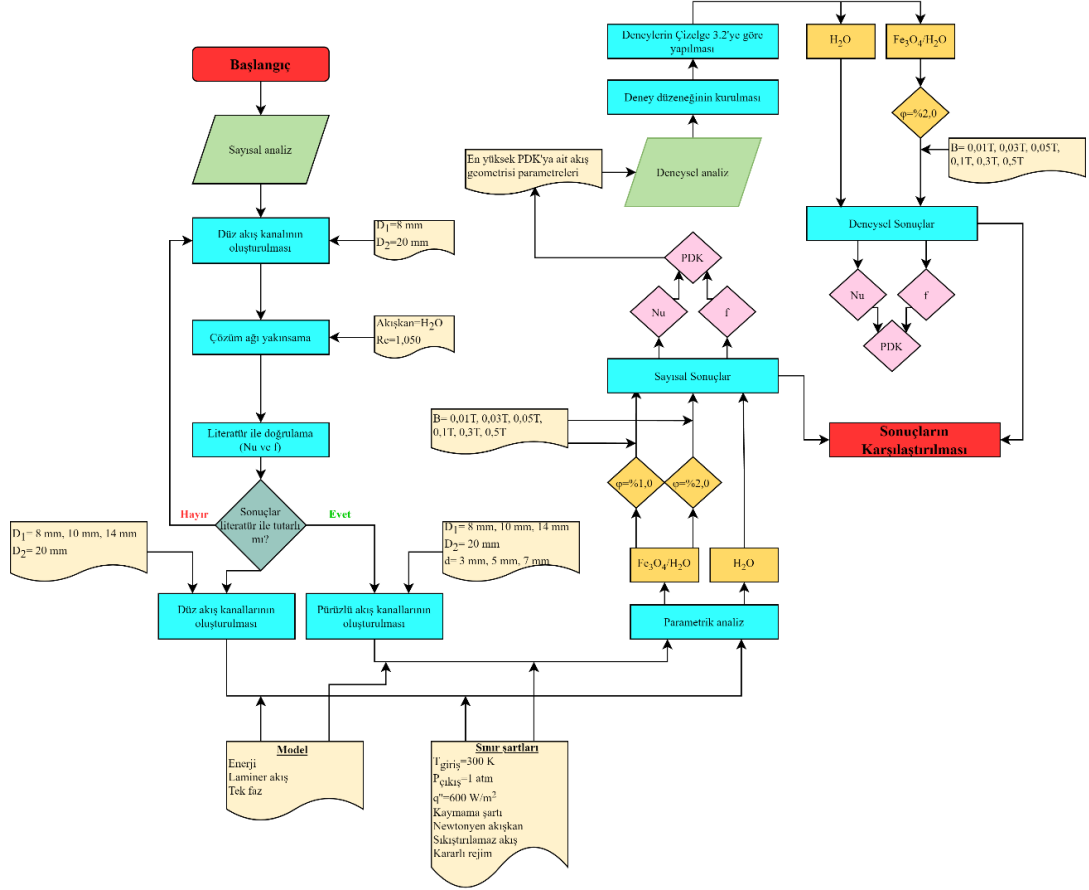 Başlangıç
Sayısal analiz
Düz akış kanalının
oluşturulması
D1=8 mm
D2=20 mm
Çözüm ağı yakınsama
Akışkan=H2O
Re=1,050
Literatür ile doğrulama
(Nu ve f)
Sonuçlar
literatür ile tutarlı
mı?
Hayır
Evet
D1= 8 mm, 10 mm, 14 mm
D2= 20 mm
D1= 8 mm, 10 mm, 14 mm
D2= 20 mm
d= 3 mm, 5 mm, 7 mm
Düz akış kanallarının
oluşturulması
Pürüzlü akış kanallarının
oluşturulması
Model
Enerji
Laminer akış
Tek faz
Sınır şartları
Tgiriş=300 K
Pçıkış=1 atm
q"=600 W/m2
Kaymama şartı
Newtonyen akışkan
Sıkıştırılamaz akış
Kararlı rejim
Parametrik analiz
Fe3O4/H2O
H2O
φ=%1,0
φ=%2,0
B= 0,01T, 0,03T, 0,05T,
0,1T, 0,3T, 0,5T
Sayısal Sonuçlar
Nu
f
PDK
En yüksek PDK'ya ait akış
geometrisi parametreleri
Deneysel analiz
Deney düzeneğinin kurulması
Deneylerin Çizelge 3.2'ye göre
yapılması
H2O
Fe3O4/H2O
φ=%2,0
B= 0,01T, 0,03T, 0,05T,
0,1T, 0,3T, 0,5T
Deneysel Sonuçlar
Nu
f
PDK
Sonuçların
Karşılaştırılması